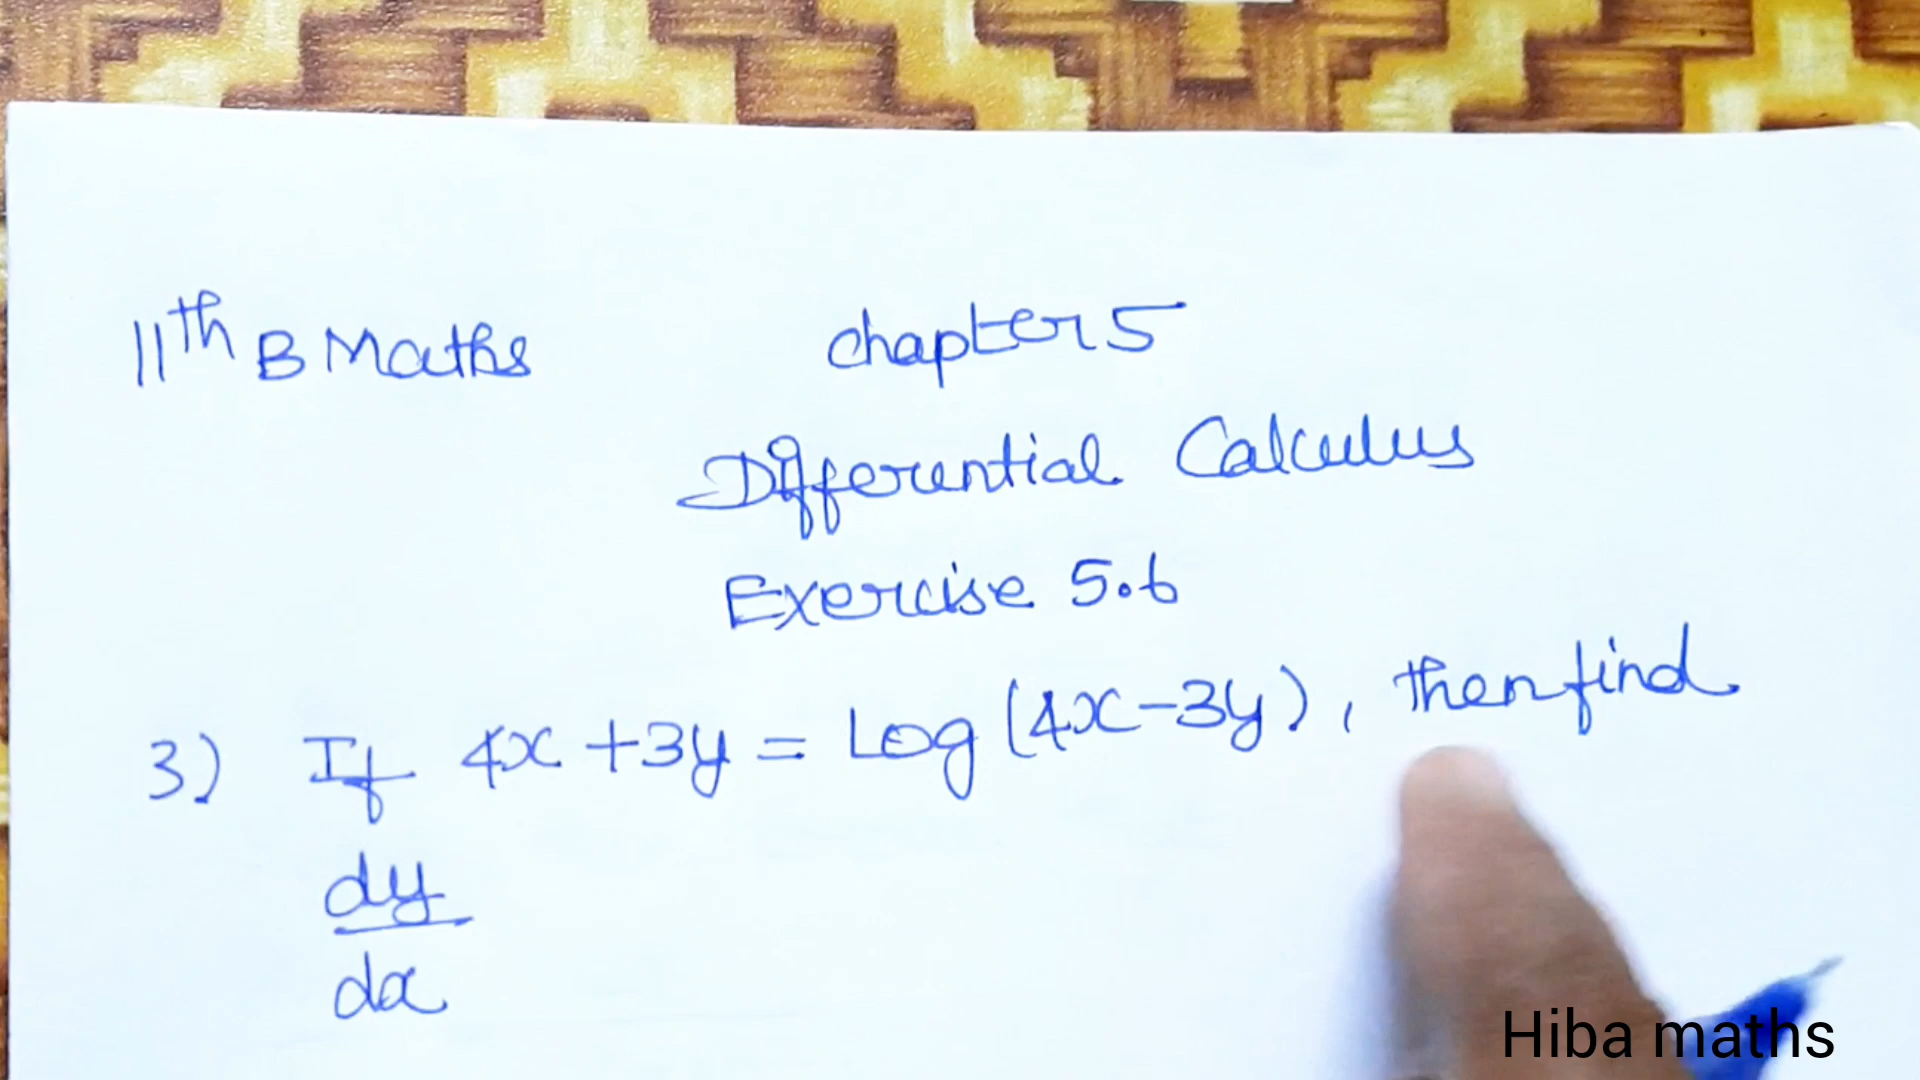 11th B Maths chapter 5
Differential Calculus
Exercise 5.6
3) If 4x + 3y = Log (4x-3y), then find
dy
dx
Hiba maths